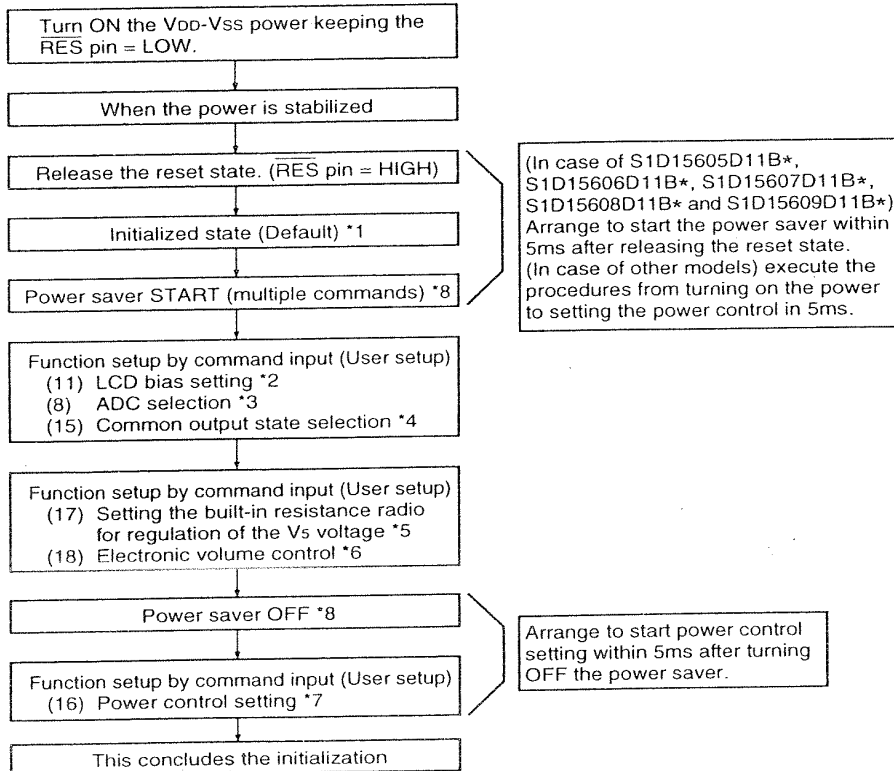 Turn ON the VDD-VSS power keeping the
RES pin = LOW.
When the power is stabilized
Release the reset state. (RES pin = HIGH)
Initialized state (Default) *1
Power saver START (multiple commands) *8
(In case of S1D15605D11B*,
S1D15606D11B*, S1D15607D11B*,
S1D15608D11B* and S1D15609D11B*)
Arrange to start the power saver within
5ms after releasing the reset state.
(In case of other models) execute the
procedures from turning on the power
to setting the power control in 5ms.
Function setup by command input (User setup)
(11) LCD bias setting *2
(8) ADC selection *3
(15) Common output state selection *4
Function setup by command input (User setup)
(17) Setting the built-in resistance radio
for regulation of the V5 voltage *5
(18) Electronic volume control *6
Power saver OFF *8
Function setup by command input (User setup)
(16) Power control setting *7
Arrange to start power control
setting within 5ms after turning
OFF the power saver.
This concludes the initialization